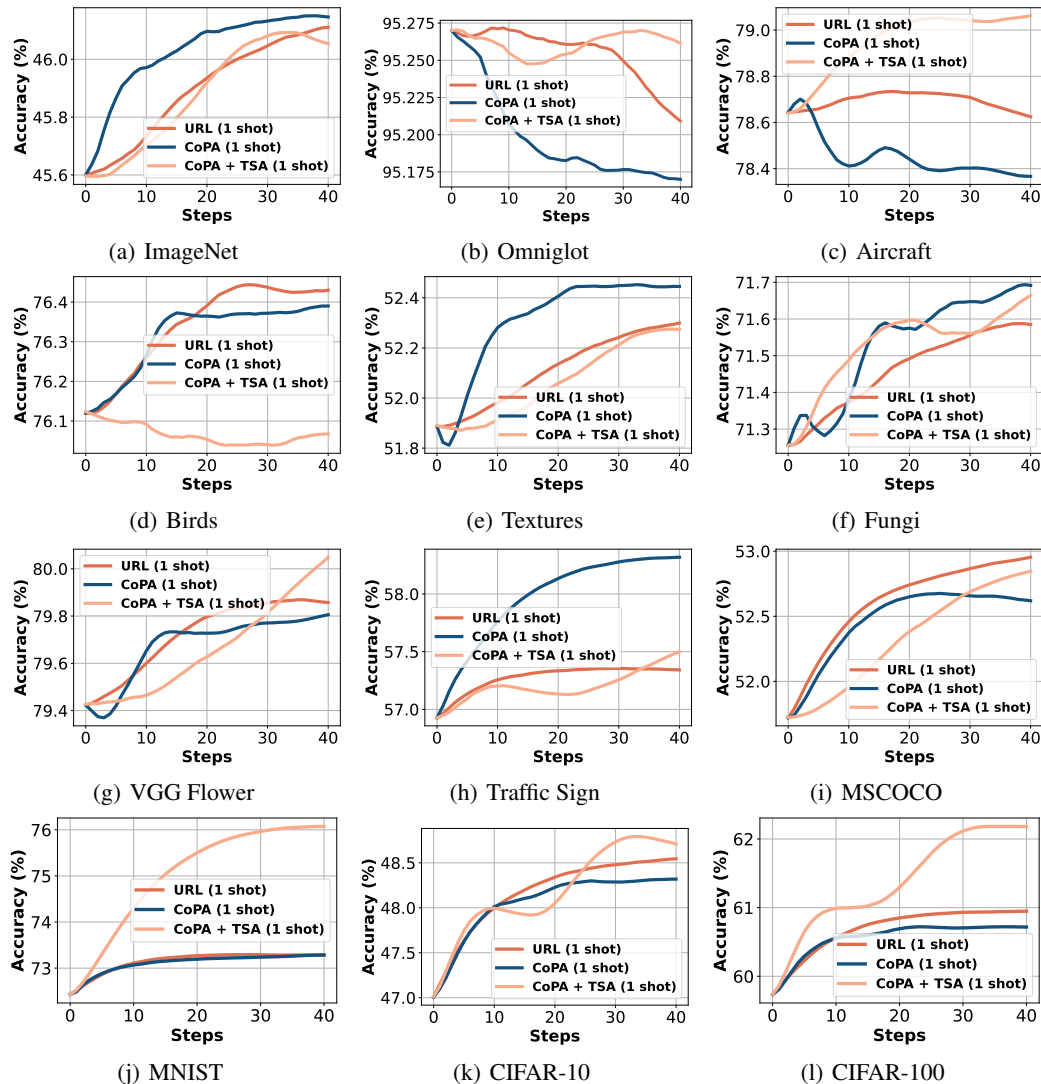 Accuracy (%)
95.275
95.250
95.225
95.200
95.175
46.0
45.8
45.6
79.0
78.8
78.6
78.4
URL (1 shot)
CoPA (1 shot)
CoPA + TSA (1 shot)
URL (1 shot)
CoPA (1 shot)
CoPA + TSA (1 shot)
URL (1 shot)
CoPA (1 shot)
CoPA + TSA (1 shot)
Accuracy (%)
Accuracy (%)
0 10 20 30 40
0 10 20 30 40
0 10 20 30 40
Steps
Steps
Steps
(a) ImageNet
(b) Omniglot
(c) Aircraft
Accuracy (%)
76.4
76.3
76.2
76.1
URL (1 shot)
CoPA (1 shot)
CoPA + TSA (1 shot)
0 10 20 30 40
Steps
Accuracy (%)
52.4
52.2
52.0
51.8
URL (1 shot)
CoPA (1 shot)
CoPA + TSA (1 shot)
0 10 20 30 40
Steps
Accuracy (%)
71.7
71.6
71.5
71.4
71.3
URL (1 shot)
CoPA (1 shot)
CoPA + TSA (1 shot)
0 10 20 30 40
Steps
(d) Birds
(e) Textures
(f) Fungi
Accuracy (%)
80.0
79.8
79.6
79.4
URL (1 shot)
CoPA (1 shot)
CoPA + TSA (1 shot)
0 10 20 30 40
Steps
Accuracy (%)
58.0
57.5
57.0
URL (1 shot)
CoPA (1 shot)
CoPA + TSA (1 shot)
0 10 20 30 40
Steps
Accuracy (%)
53.0
52.5
52.0
URL (1 shot)
CoPA (1 shot)
CoPA + TSA (1 shot)
0 10 20 30 40
Steps
(g) VGG Flower
(h) Traffic Sign
(i) MSCOCO
Accuracy (%)
76
75
74
73
URL (1 shot)
CoPA (1 shot)
CoPA + TSA (1 shot)
0 10 20 30 40
Steps
Accuracy (%)
48.5
48.0
47.5
47.0
URL (1 shot)
CoPA (1 shot)
CoPA + TSA (1 shot)
0 10 20 30 40
Steps
Accuracy (%)
62
61
60
URL (1 shot)
CoPA (1 shot)
CoPA + TSA (1 shot)
0 10 20 30 40
Steps
(j) MNIST
(k) CIFAR-10
(l) CIFAR-100